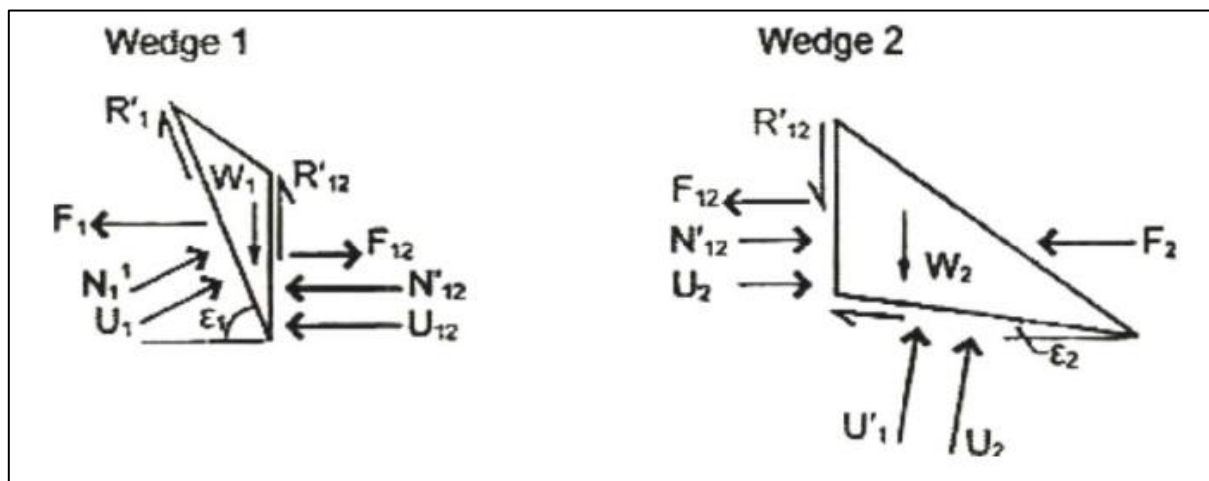 Wedge 1
Wedge 2
R'₁
R'₁₂
W₁
R'₁₂
F₁₂
F₁
F₁₂
N'₁₂
F₂
N₁¹
N'₁₂
W₂
U₁
ε₁
U₁₂
U₂
ε₂
U'₁
U₂